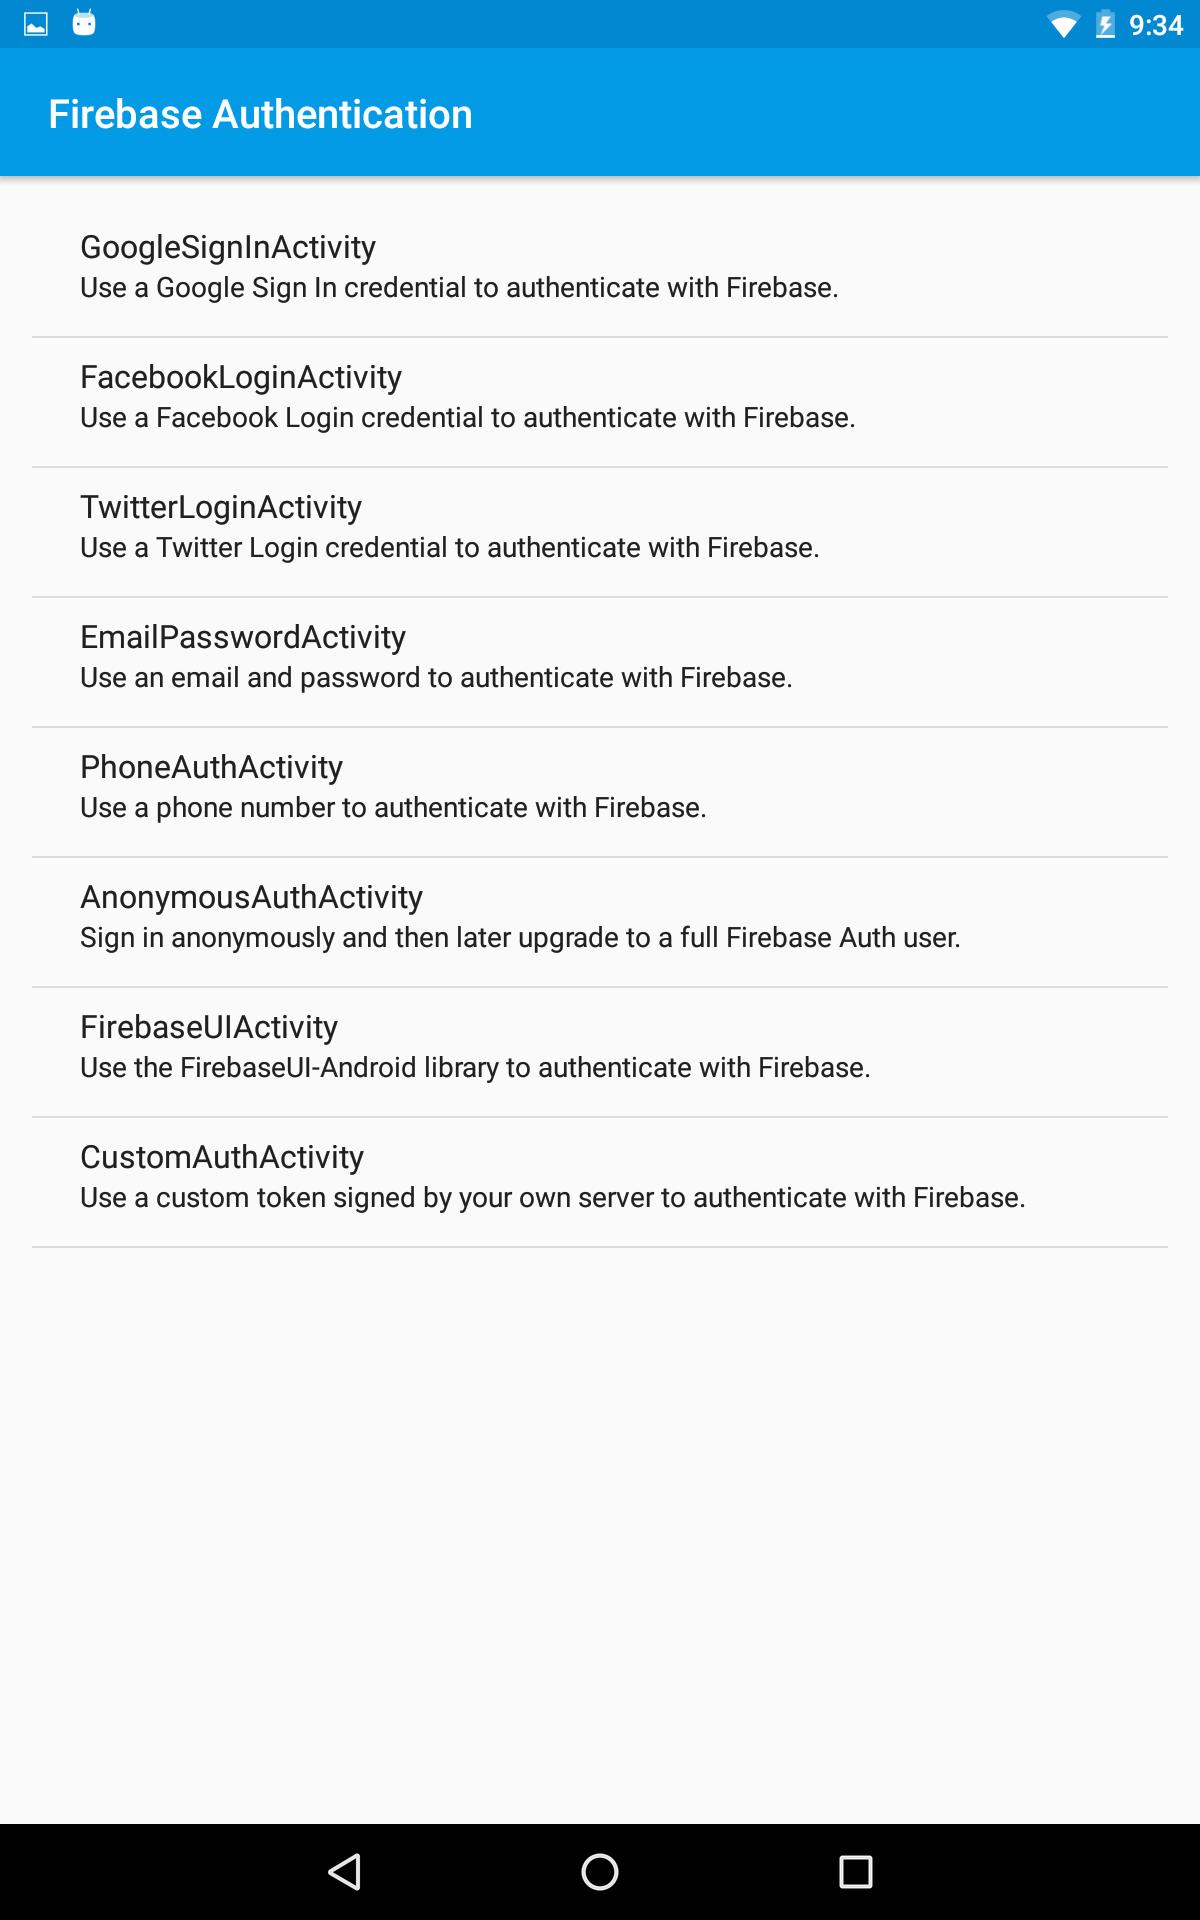 9:34
Firebase Authentication
GoogleSignInActivity
Use a Google Sign In credential to authenticate with Firebase.
FacebookLoginActivity
Use a Facebook Login credential to authenticate with Firebase.
TwitterLoginActivity
Use a Twitter Login credential to authenticate with Firebase.
EmailPasswordActivity
Use an email and password to authenticate with Firebase.
PhoneAuthActivity
Use a phone number to authenticate with Firebase.
AnonymousAuthActivity
Sign in anonymously and then later upgrade to a full Firebase Auth user.
FirebaseUIActivity
Use the FirebaseUI-Android library to authenticate with Firebase.
CustomAuthActivity
Use a custom token signed by your own server to authenticate with Firebase.